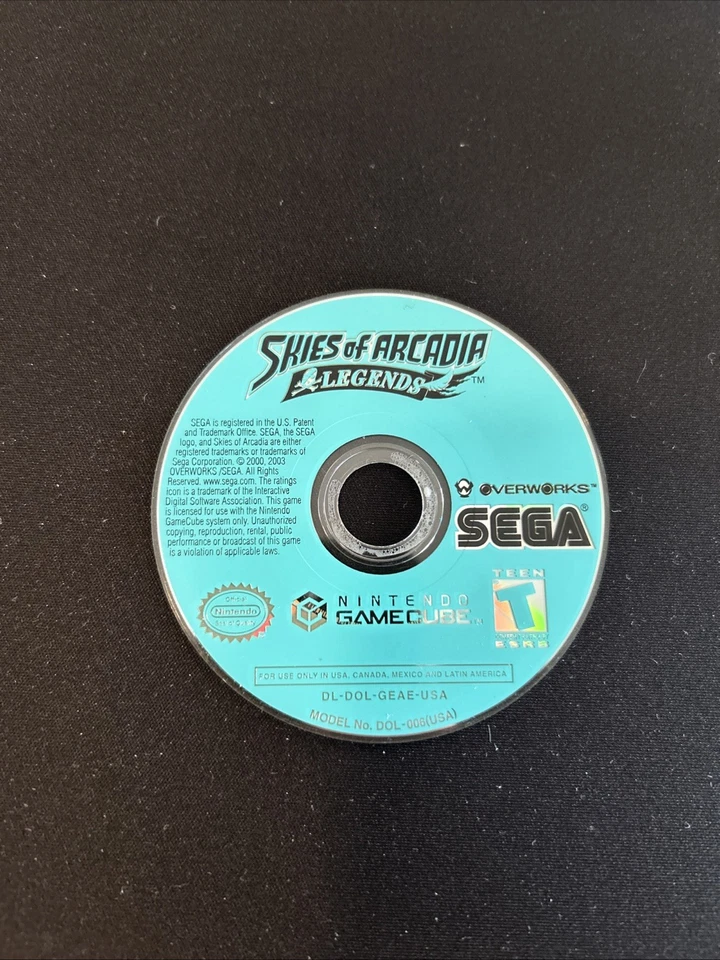 SKIES OF ARCADIA
LEGENDS TM
SEGA is registered in the U.S. Patent
and Trademark Office. SEGA, the SEGA
logo, and Skies of Arcadia are either
registered trademarks or trademarks of
Sega Corporation. © 2000, 2003
OVERWORKS /SEGA. All Rights
Reserved. www.sega.com. The ratings
icon is a trademark of the Interactive
Digital Software Association. This game
is licensed for use with the Nintendo
GameCube system only. Unauthorized
copying, reproduction, rental, public
performance or broadcast of this game
is a violation of applicable laws.
OVERWORKS™
SEGA®
Nintendo
NINTENDO
GAMECUBE
TEEN
T
ESRB
FOR USE ONLY IN USA, CANADA, MEXICO AND LATIN AMERICA
DL-DOL-GEAE-USA
MODEL No. DOL-006(USA)